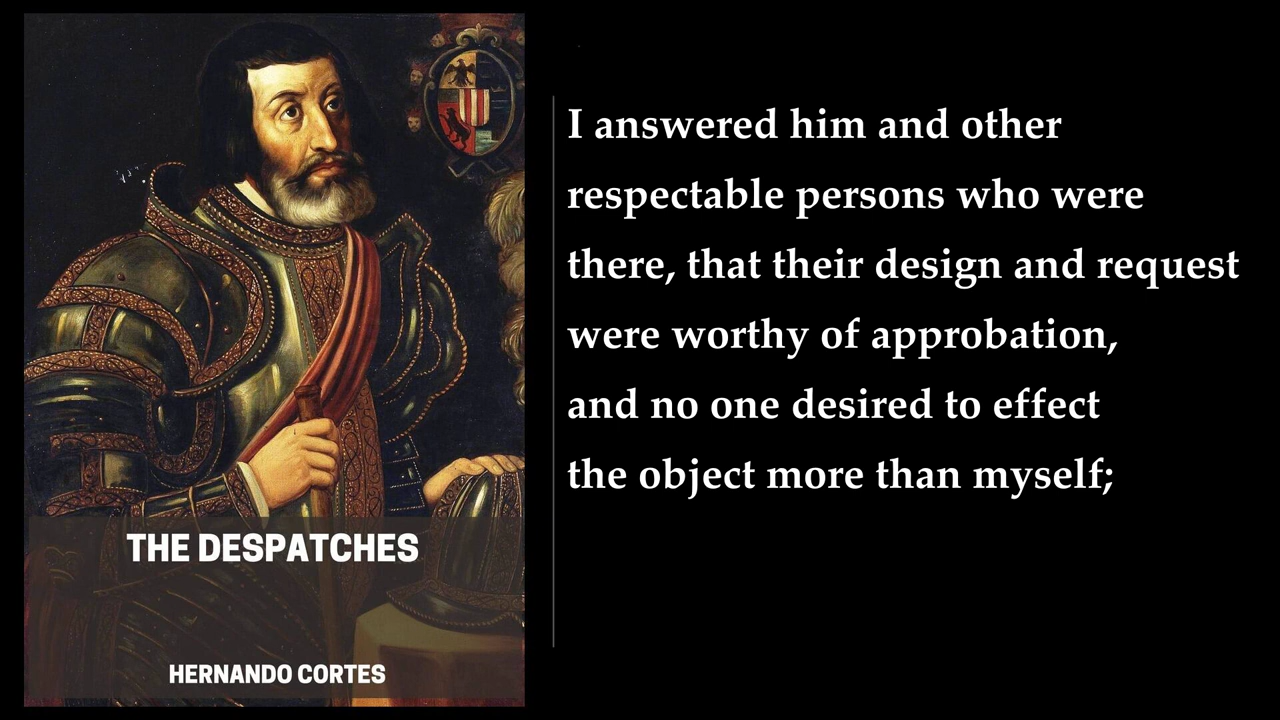 THE DESPATCHES
HERNANDO CORTES
I answered him and other
respectable persons who were
there, that their design and request
were worthy of approbation,
and no one desired to effect
the object more than myself;